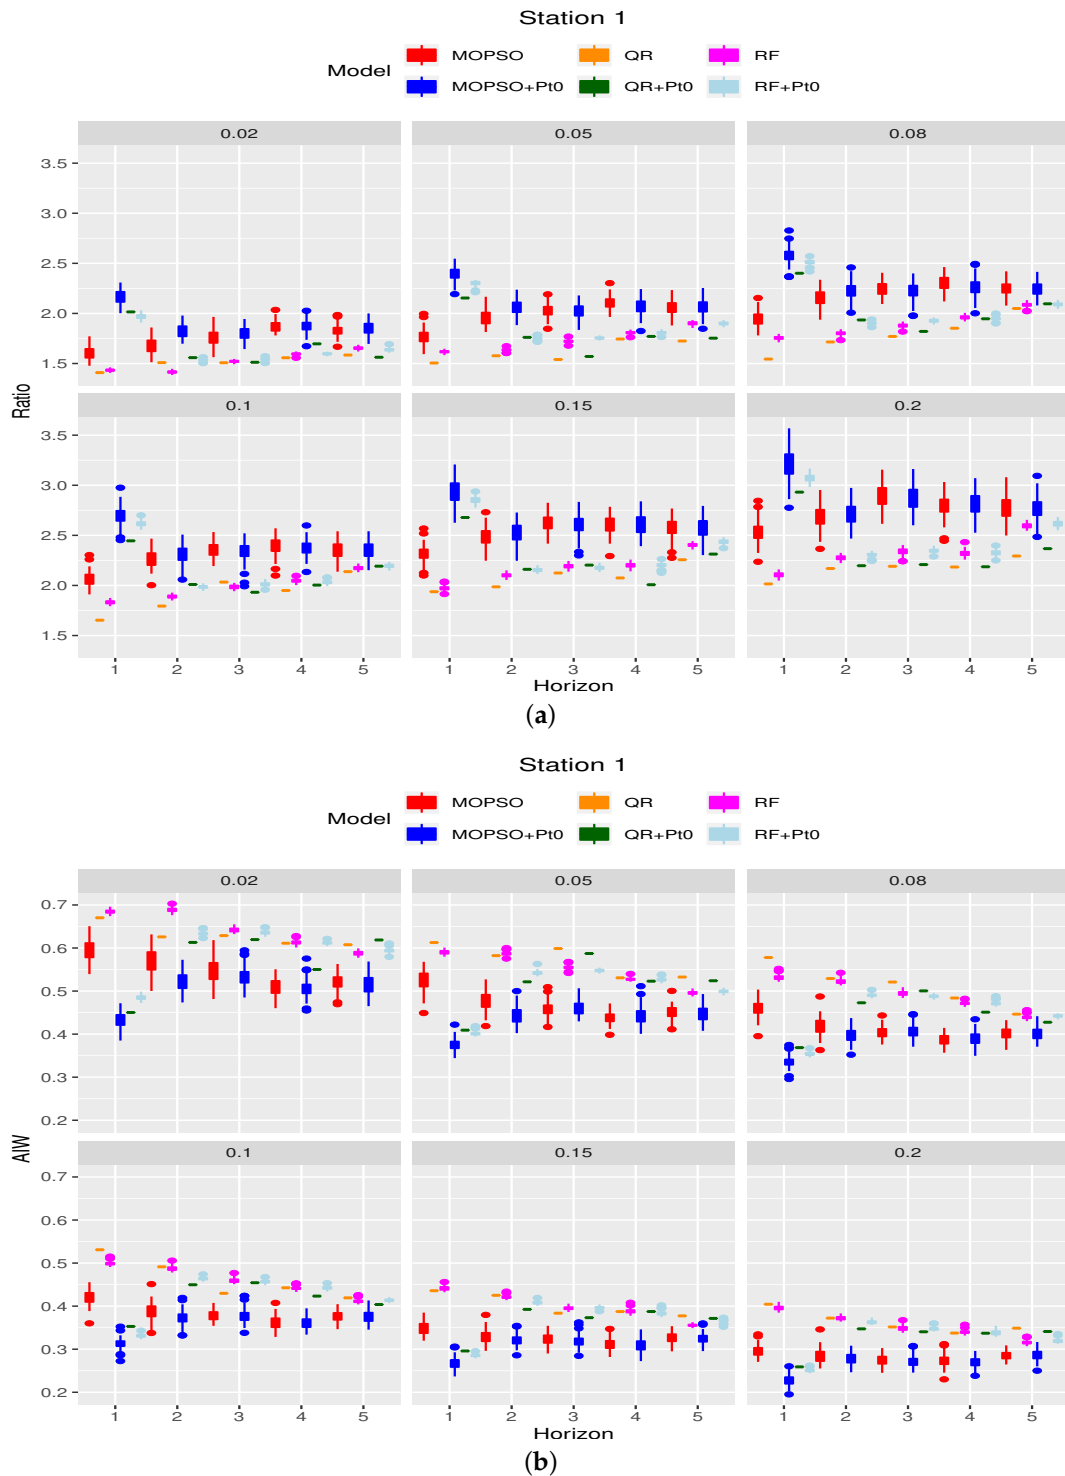 Station 1
Model MOPSO QR RF
MOPSO+Pt0 QR+Pt0 RF+Pt0
0.02 0.05 0.08
3.5
3.0
2.5
2.0
1.5
0.1 0.15 0.2
3.5
3.0
2.5
2.0
1.5
Ratio
1 2 3 4 5 1 2 3 4 5 1 2 3 4 5
Horizon
(a)
Station 1
Model MOPSO QR RF
MOPSO+Pt0 QR+Pt0 RF+Pt0
0.02 0.05 0.08
0.7
0.6
0.5
0.4
0.3
0.2
0.1 0.15 0.2
AIW
0.7
0.6
0.5
0.4
0.3
0.2
1 2 3 4 5 1 2 3 4 5 1 2 3 4 5
Horizon
(b)